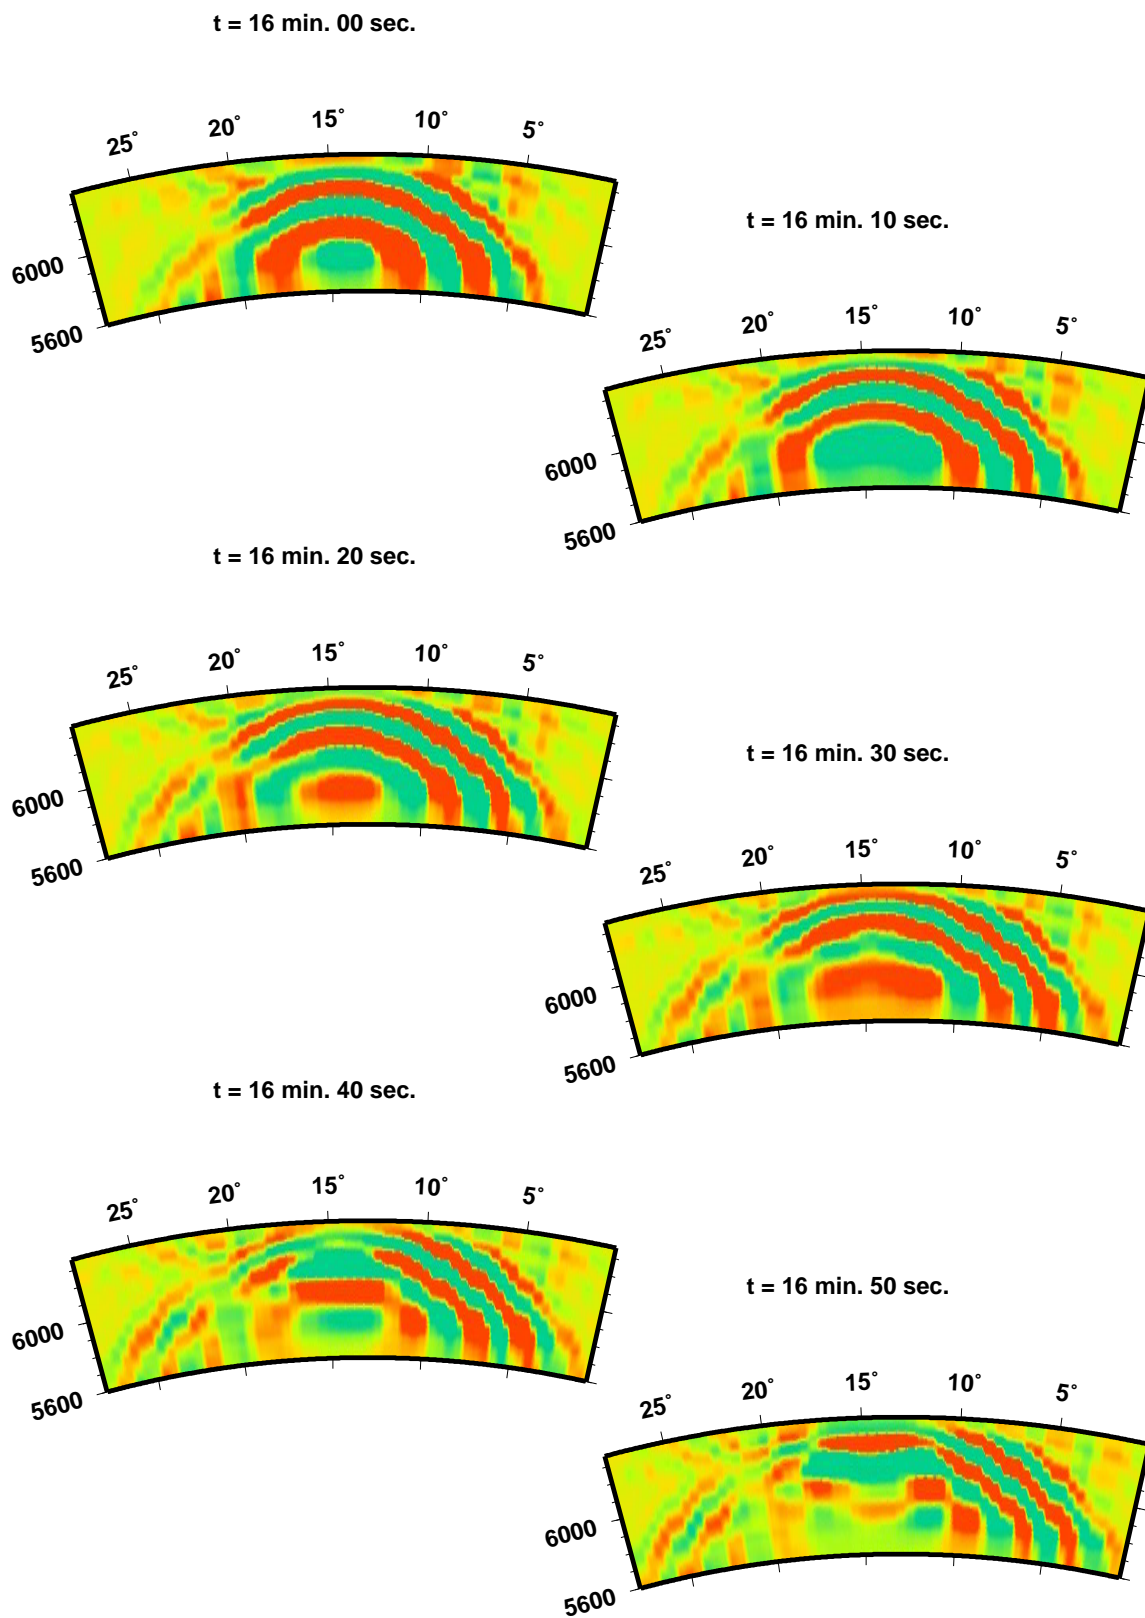 t = 16 min. 00 sec.
25° 20° 15° 10° 5°
6000
5600
t = 16 min. 10 sec.
25° 20° 15° 10° 5°
6000
5600
t = 16 min. 20 sec.
25° 20° 15° 10° 5°
6000
5600
t = 16 min. 30 sec.
25° 20° 15° 10° 5°
6000
5600
t = 16 min. 40 sec.
25° 20° 15° 10° 5°
6000
5600
t = 16 min. 50 sec.
25° 20° 15° 10° 5°
6000
5600